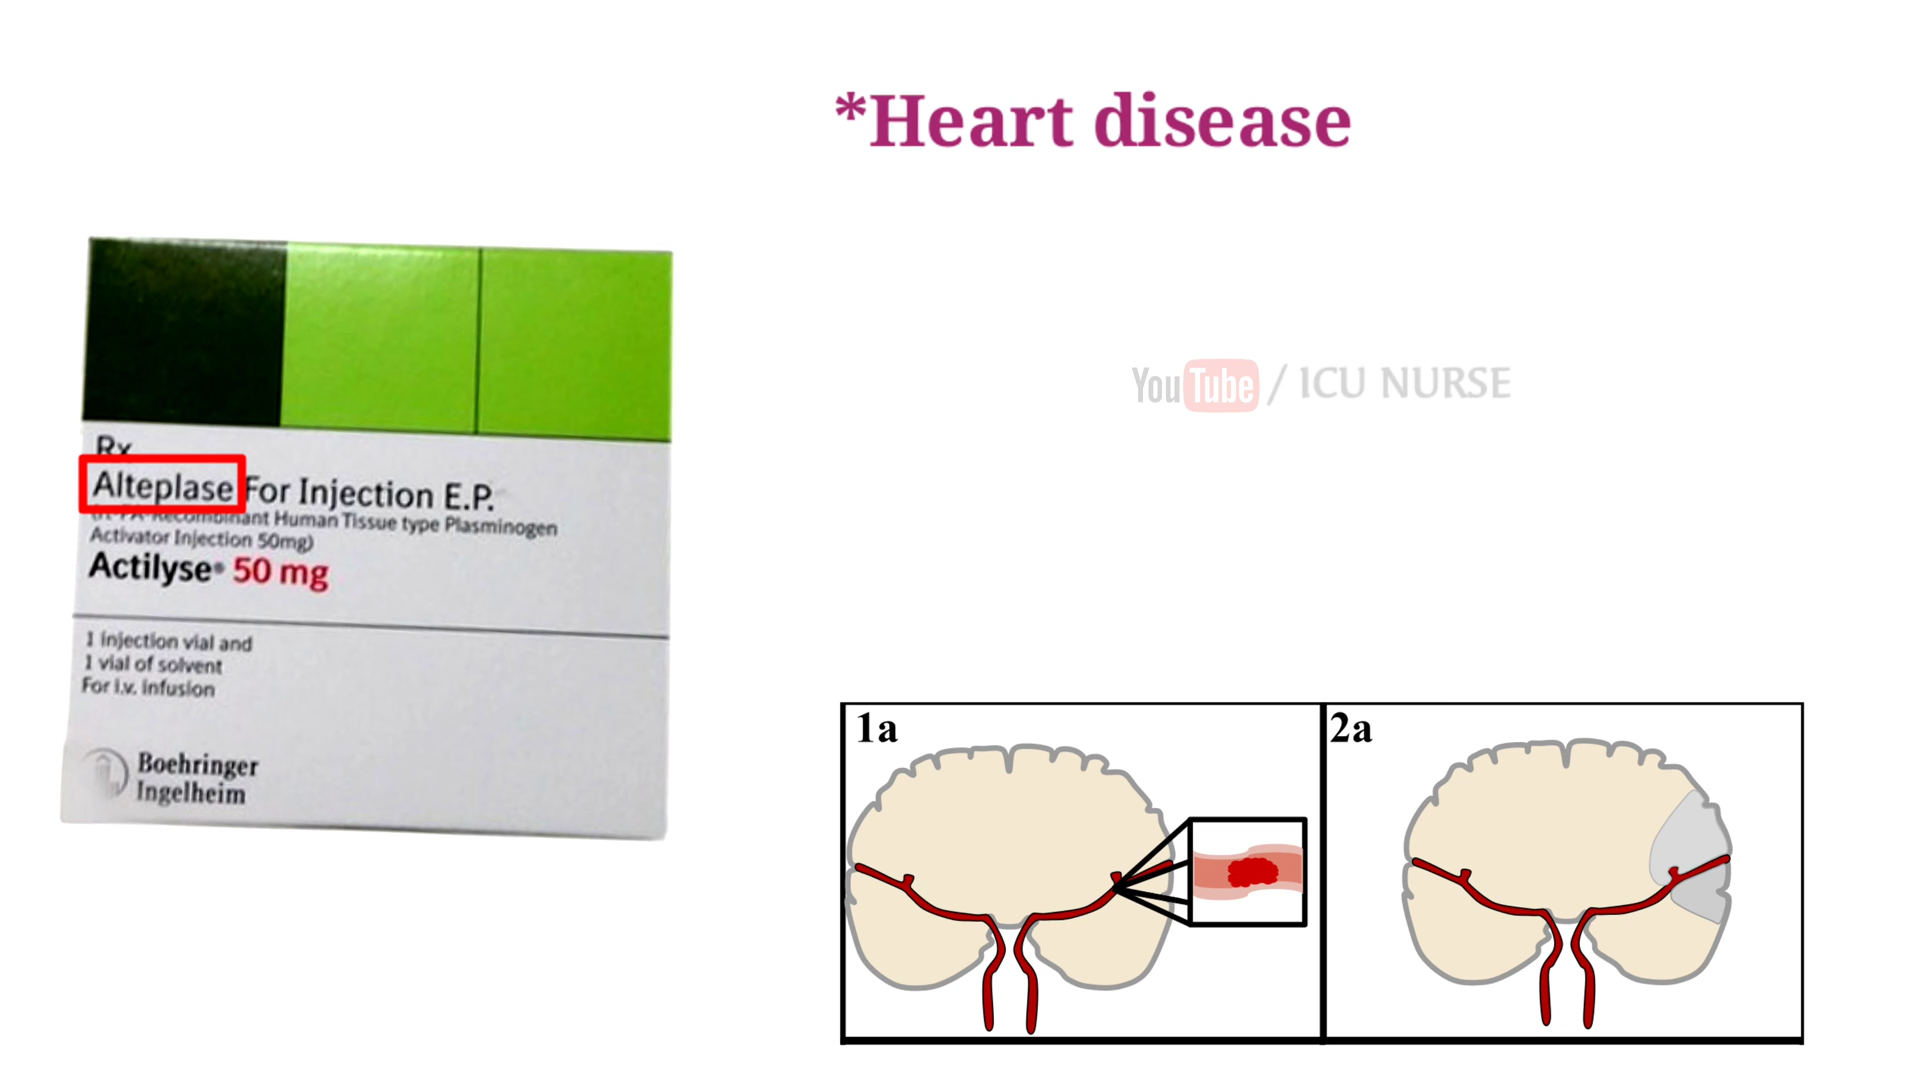 *Heart disease
YouTube / ICU NURSE
Rx
Alteplase For Injection E.P.
Recombinant Human Tissue type Plasminogen
Activator Injection 50mg)
Actilyse® 50 mg
1 injection vial and
1 vial of solvent
For i.v. infusion
Boehringer
Ingelheim
1a
2a